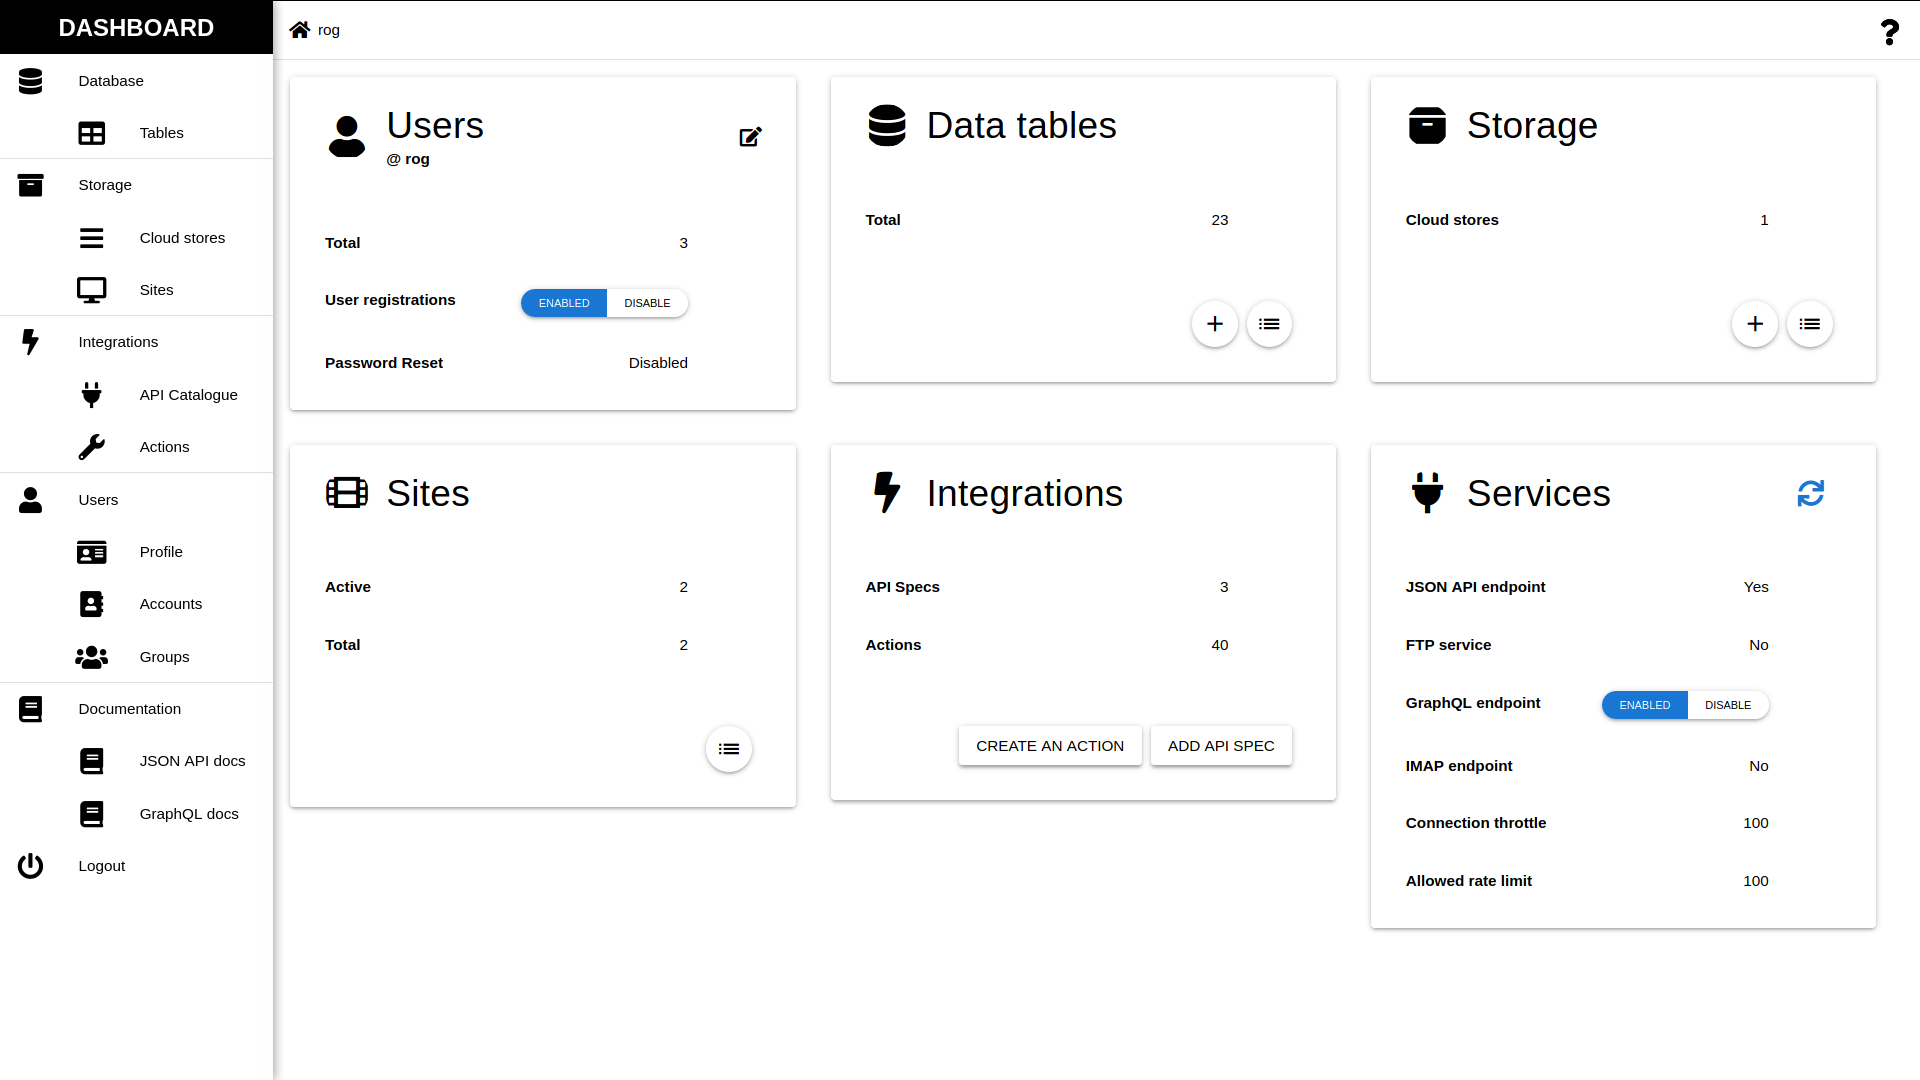 DASHBOARD
Database
Tables
Storage
Cloud stores
Sites
Integrations
API Catalogue
Actions
Users
Profile
Accounts
Groups
Documentation
JSON API docs
GraphQL docs
Logout
rog
Users
@ rog
Total 3
User registrations ENABLED DISABLE
Password Reset Disabled
Data tables
Total 23
Storage
Cloud stores 1
Sites
Active 2
Total 2
Integrations
API Specs 3
Actions 40
CREATE AN ACTION ADD API SPEC
Services
JSON API endpoint Yes
FTP service No
GraphQL endpoint ENABLED DISABLE
IMAP endpoint No
Connection throttle 100
Allowed rate limit 100